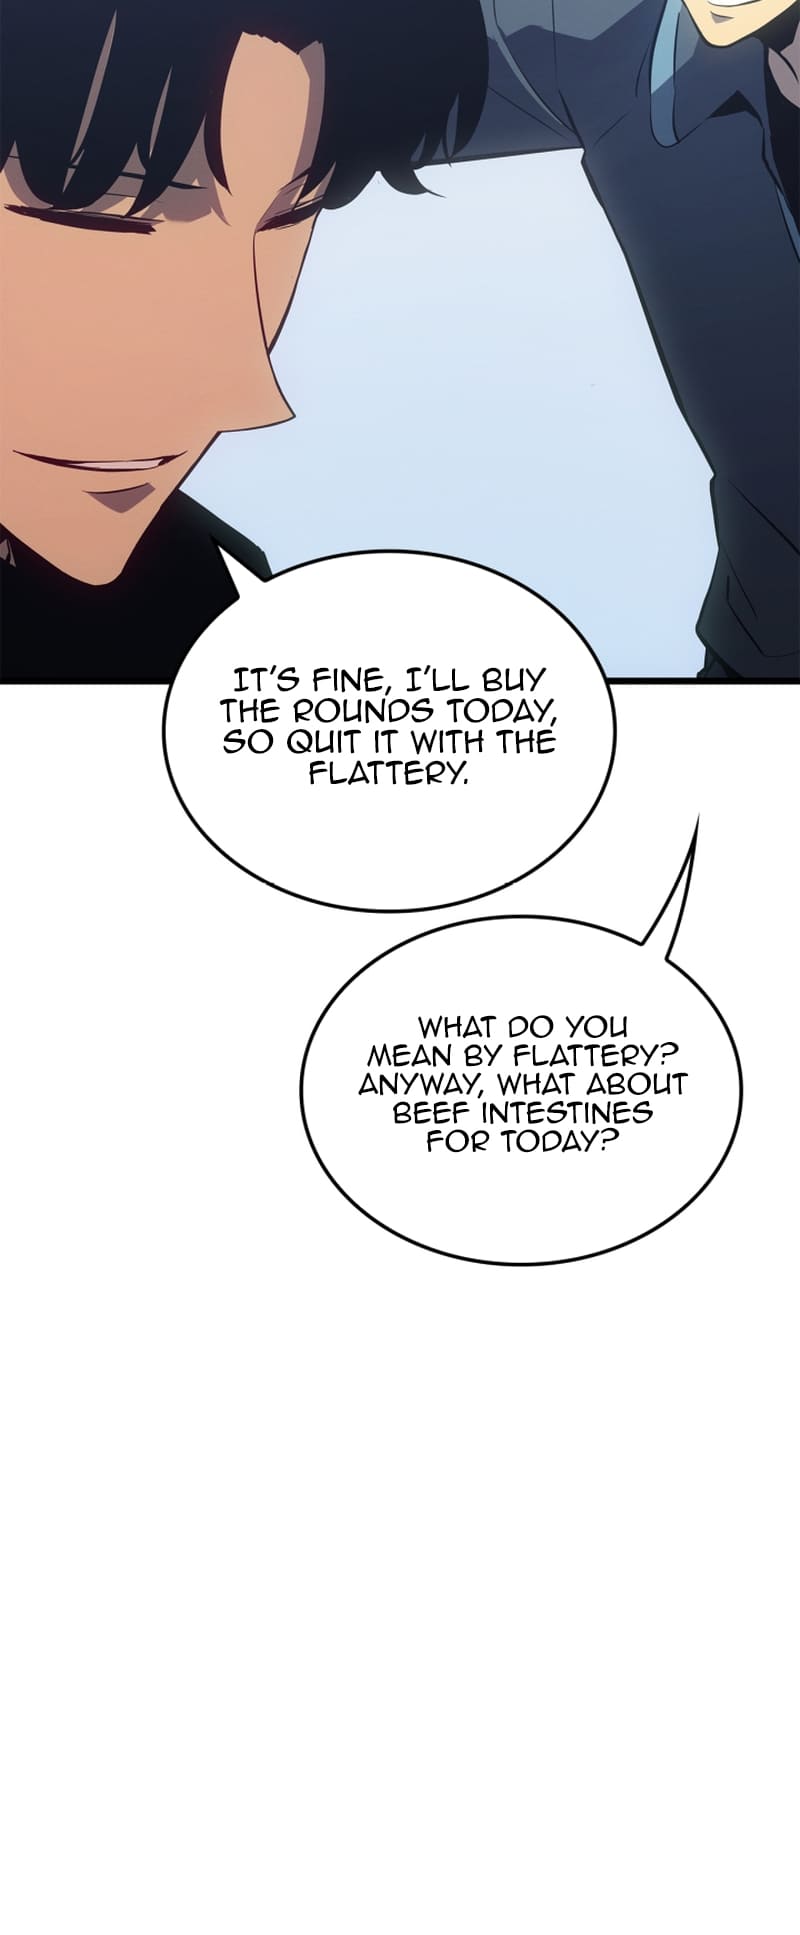 IT'S FINE, I'LL BUY
THE ROUNDS TODAY,
SO QUIT IT WITH THE
FLATTERY.
WHAT DO YOU
MEAN BY FLATTERY?
ANYWAY, WHAT ABOUT
BEEF INTESTINES
FOR TODAY?